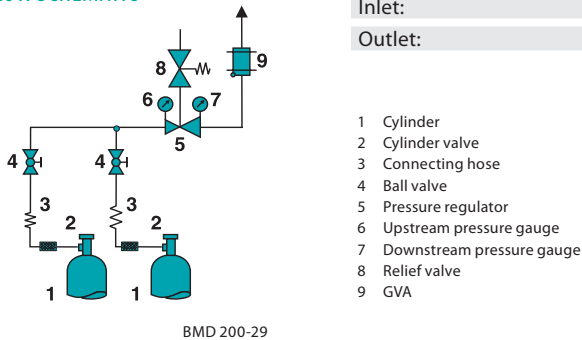 Inlet:
Outlet:
8
9
6
7
5
4
4
3
3
2
2
1
1
BMD 200-29
1 Cylinder
2 Cylinder valve
3 Connecting hose
4 Ball valve
5 Pressure regulator
6 Upstream pressure gauge
7 Downstream pressure gauge
8 Relief valve
9 GVA